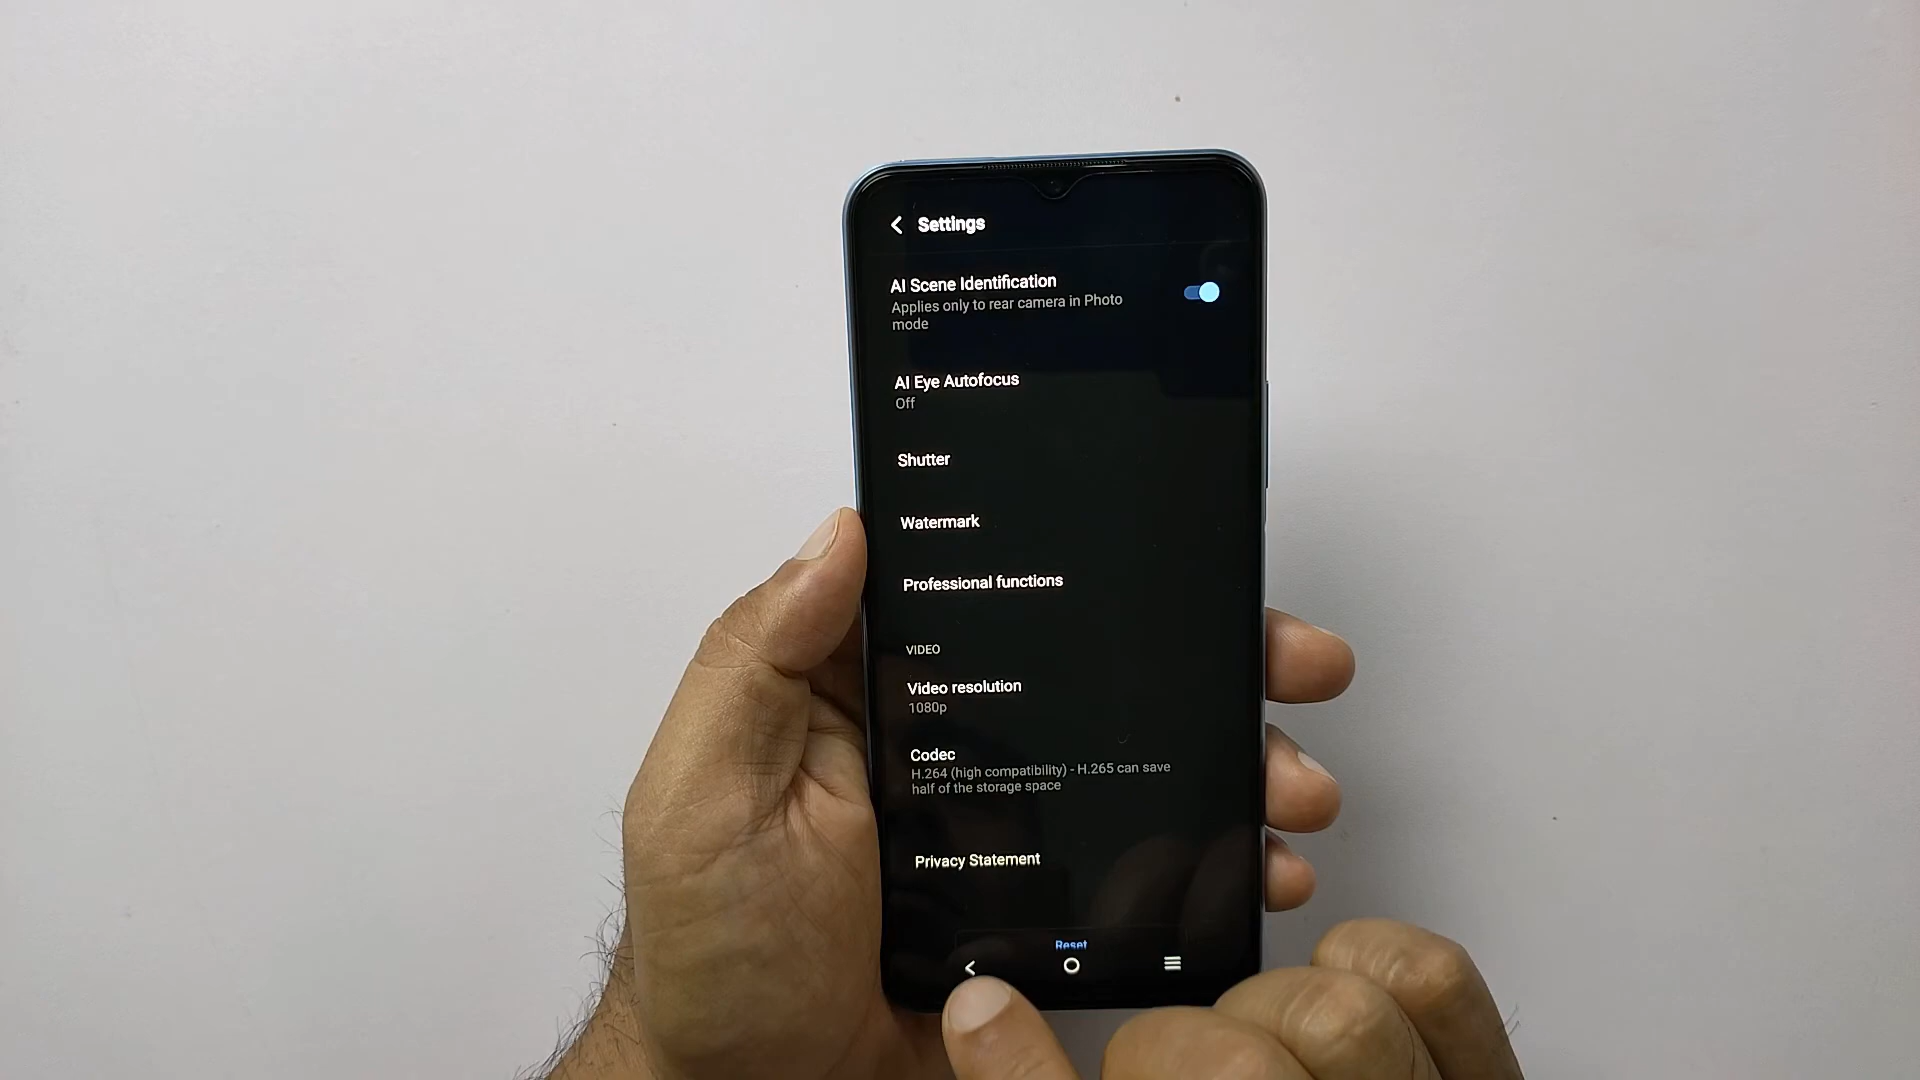 Settings
AI Scene Identification
Applies only to rear camera in Photo
mode
AI Eye Autofocus
Off
Shutter
Watermark
Professional functions
VIDEO
Video resolution
1080p
Codec
H.264 (high compatibility) - H.265 can save
half of the storage space
Privacy Statement
Reset